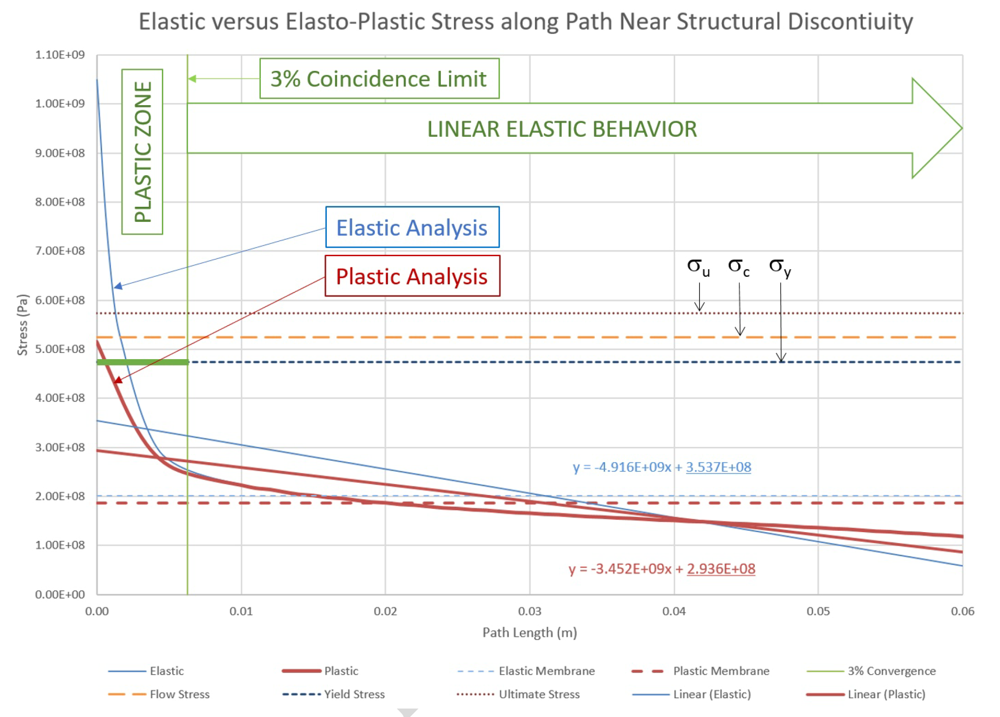 Elastic versus Elasto-Plastic Stress along Path Near Structural Discontiuity
1.10E+09
1.00E+09
9.00E+08
8.00E+08
7.00E+08
6.00E+08
5.00E+08
4.00E+08
3.00E+08
2.00E+08
1.00E+08
0.00E+00
Stress (Pa)
PLASTIC ZONE
3% Coincidence Limit
LINEAR ELASTIC BEHAVIOR
Elastic Analysis
Plastic Analysis
σu σc σy
y = -4.916E+09x + 3.537E+08
y = -3.452E+09x + 2.936E+08
0.00 0.01 0.02 0.03 0.04 0.05 0.06
Path Length (m)
Elastic Plastic Elastic Membrane Plastic Membrane 3% Convergence
Flow Stress Yield Stress Ultimate Stress Linear (Elastic) Linear (Plastic)